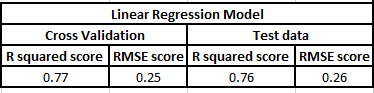 Linear Regression Model
Cross Validation Test data
R squared score RMSE score R squared score RMSE score
0.77 0.25 0.76 0.26